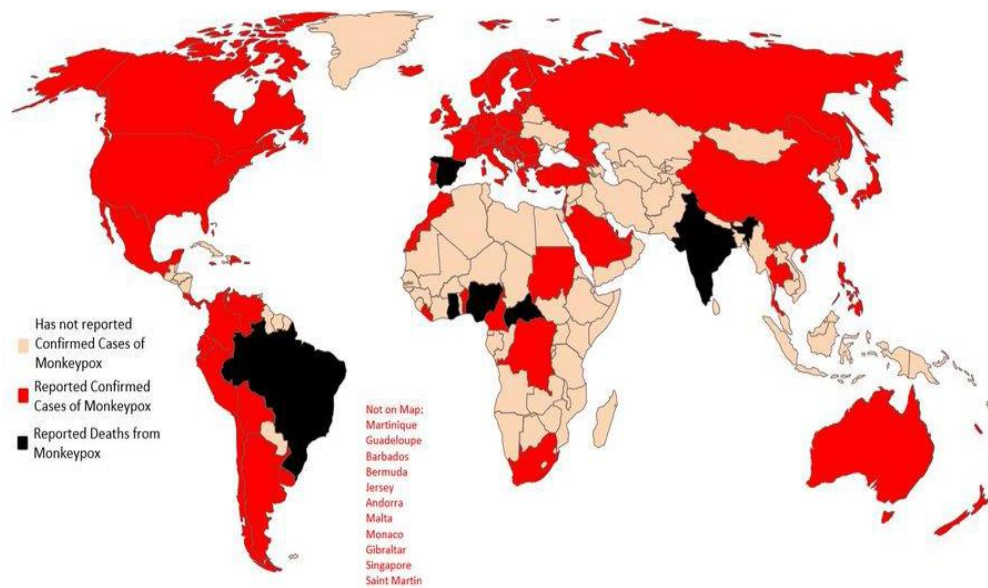 Has not reported
Confirmed Cases of
Monkeypox
Reported Confirmed
Cases of Monkeypox
Reported Deaths from
Monkeypox
Not on Map:
Martinique
Guadeloupe
Barbados
Bermuda
Jersey
Andorra
Malta
Monaco
Gibraltar
Singapore
Saint Martin